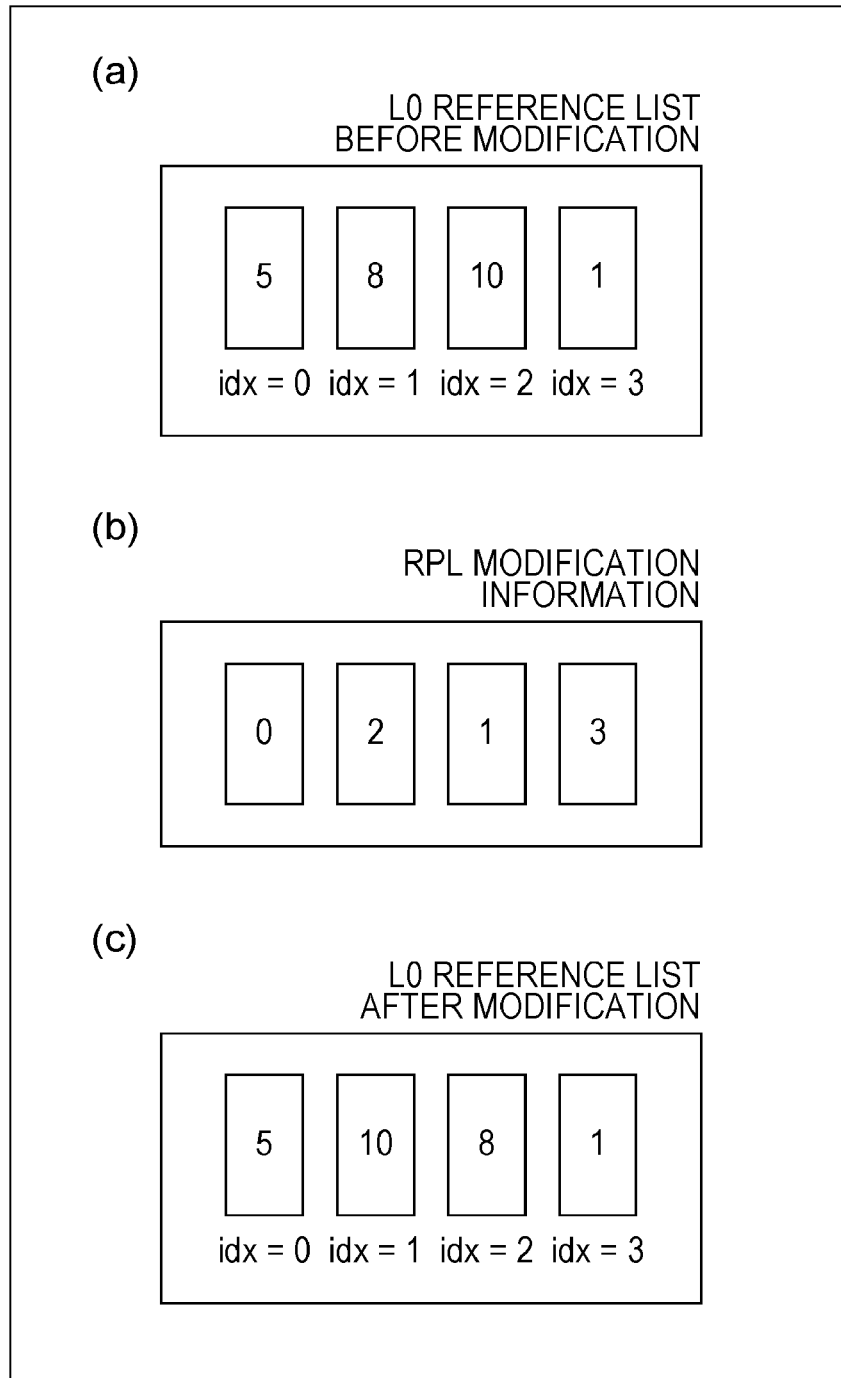 (a)
L0 REFERENCE LIST
BEFORE MODIFICATION
5 8 10 1
idx = 0 idx = 1 idx = 2 idx = 3
(b)
RPL MODIFICATION
INFORMATION
0 2 1 3
(c)
L0 REFERENCE LIST
AFTER MODIFICATION
5 10 8 1
idx = 0 idx = 1 idx = 2 idx = 3